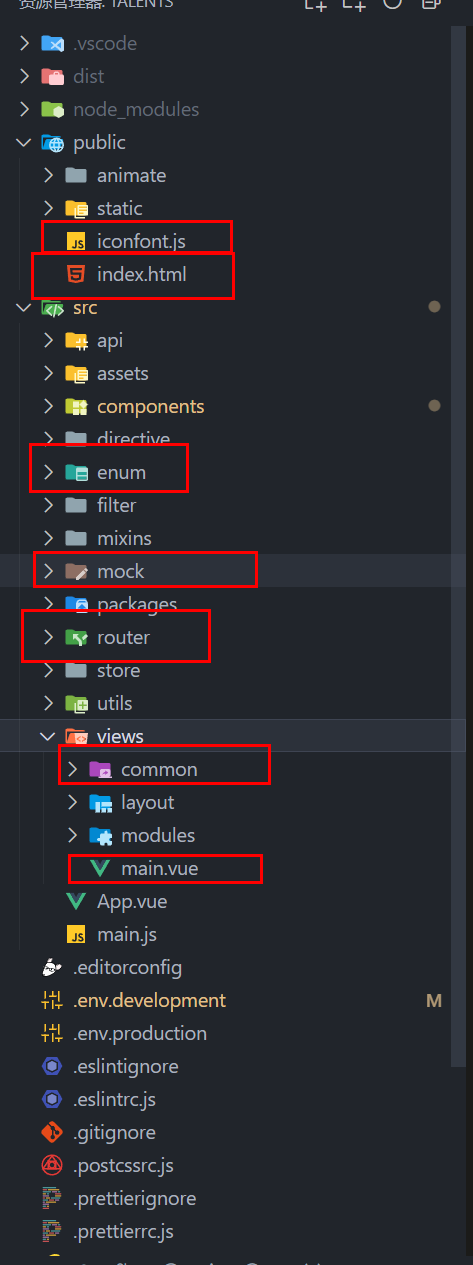 资源管理器: TALENTS
.vscode
dist
node_modules
public
animate
static
JS iconfont.js
index.html
src
api
assets
components
directive
enum
filter
mixins
mock
packages
router
store
utils
views
common
layout
modules
main.vue
App.vue
JS main.js
.editorconfig
.env.development M
.env.production
.eslintignore
.eslintrc.js
.gitignore
.postcssrc.js
.prettierignore
.prettierrc.js